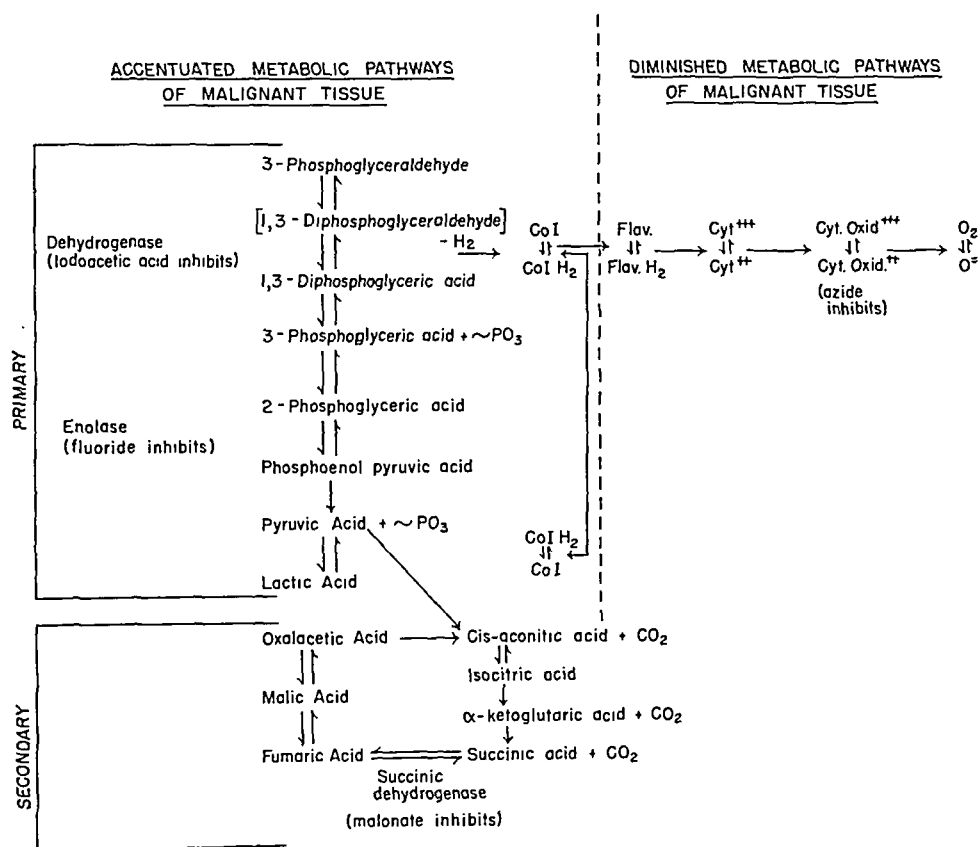 ACCENTUATED METABOLIC PATHWAYS
OF MALIGNANT TISSUE
DIMINISHED METABOLIC PATHWAYS
OF MALIGNANT TISSUE
PRIMARY
3-Phosphoglyceraldehyde
[1,3-Diphosphoglyceraldehyde]
Dehydrogenase
(Iodoacetic acid inhibits)
- H2
1,3-Diphosphoglyceric acid
3-Phosphoglyceric acid + ~PO3
2-Phosphoglyceric acid
Enolase
(fluoride inhibits)
Phosphoenol pyruvic acid
Pyruvic Acid + ~PO3
Lactic Acid
CoI
CoI H2
Flav.
Flav. H2
Cyt+++
Cyt++
Cyt. Oxid+++
Cyt. Oxid.++
(azide
inhibits)
O2
O=
CoI H2
CoI
SECONDARY
Oxalacetic Acid
Cis-aconitic acid + CO2
Isocitric acid
Malic Acid
α-ketoglutaric acid + CO2
Fumaric Acid
Succinic acid + CO2
Succinic
dehydrogenase
(malonate inhibits)